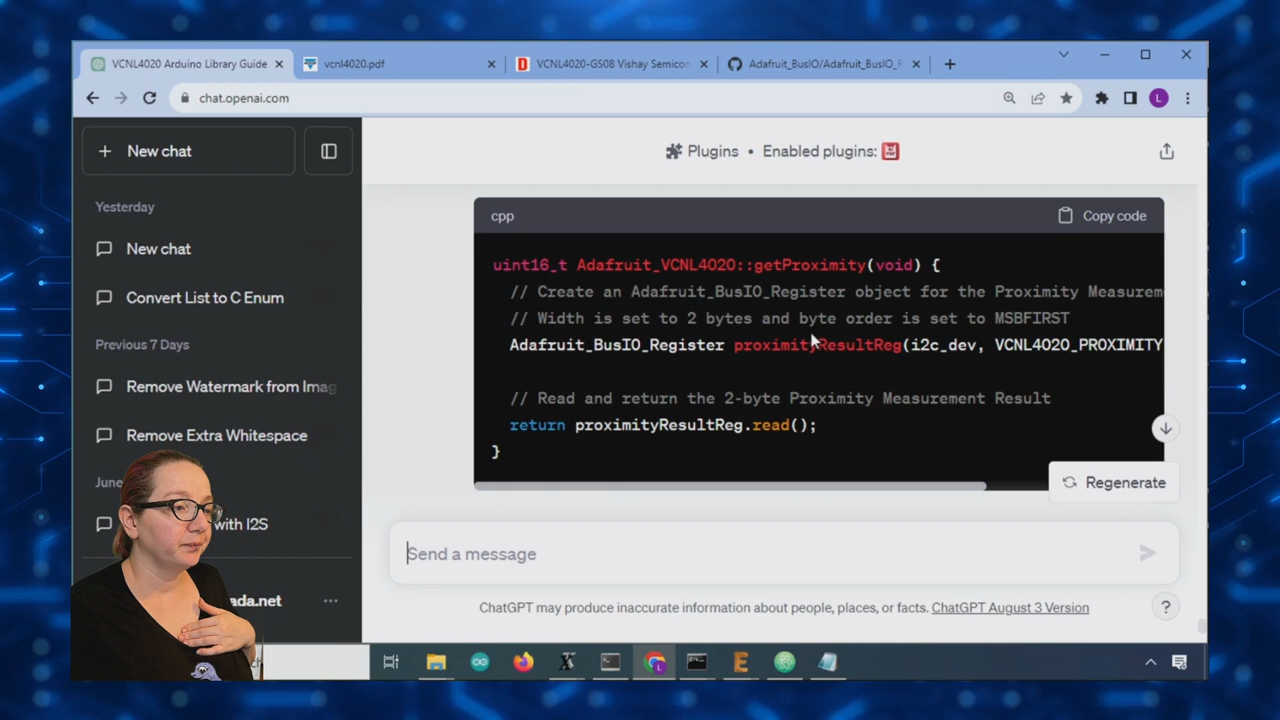 VCNL4020 Arduino Library Guide
vcnl4020.pdf
VCNL4020-GS08 Vishay Semicon
Adafruit_BusIO/Adafruit_BusIO_R
chat.openai.com
L
New chat
Plugins • Enabled plugins:
Yesterday
New chat
Convert List to C Enum
Previous 7 Days
Remove Watermark from Imag
Remove Extra Whitespace
June
with I2S
ada.net
cpp
Copy code
uint16_t Adafruit_VCNL4020::getProximity(void) {
// Create an Adafruit_BusIO_Register object for the Proximity Measurem
// Width is set to 2 bytes and byte order is set to MSBFIRST
Adafruit_BusIO_Register proximityResultReg(i2c_dev, VCNL4020_PROXIMITY
// Read and return the 2-byte Proximity Measurement Result
return proximityResultReg.read();
}
Regenerate
Send a message
ChatGPT may produce inaccurate information about people, places, or facts. ChatGPT August 3 Version
?